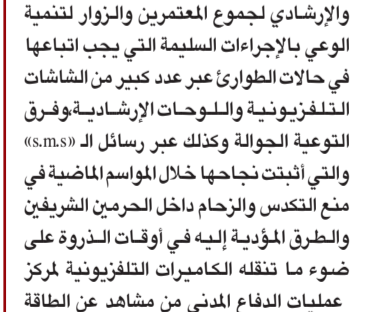 والإرشادي لجموع المعتمرين والزوار لتنمية
الوعي بالإجراءات السليمة التي يجب اتباعها
في حالات الطوارئ عبر عدد كبير من الشاشات
التلفزيونية واللوحات الإرشادية،وفرق
التوعية الجوالة وكذلك عبر رسائل الـ «s.m.s»
والتي أثبتت نجاحها خلال المواسم الماضية في
منع التكدس والزحام داخل الحرمين الشريفين
والطرق المؤدية إليه في أوقات الذروة على
ضوء ما تنقله الكاميرات التلفزيونية لمركز
عمليات الدفاع المدني من مشاهد عن الطاقة